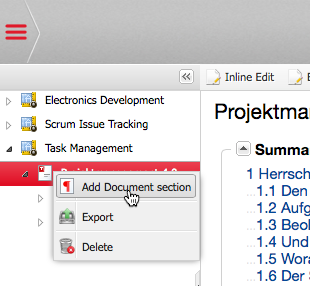 Inline Edit
Electronics Development
Scrum Issue Tracking
Task Management
Add Document section
Export
Delete
Projektma
Summa
1 Herrsch
1.1 Den
1.2 Aufg
1.3 Beol
1.4 Und
1.5 Wora
1.6 Der S